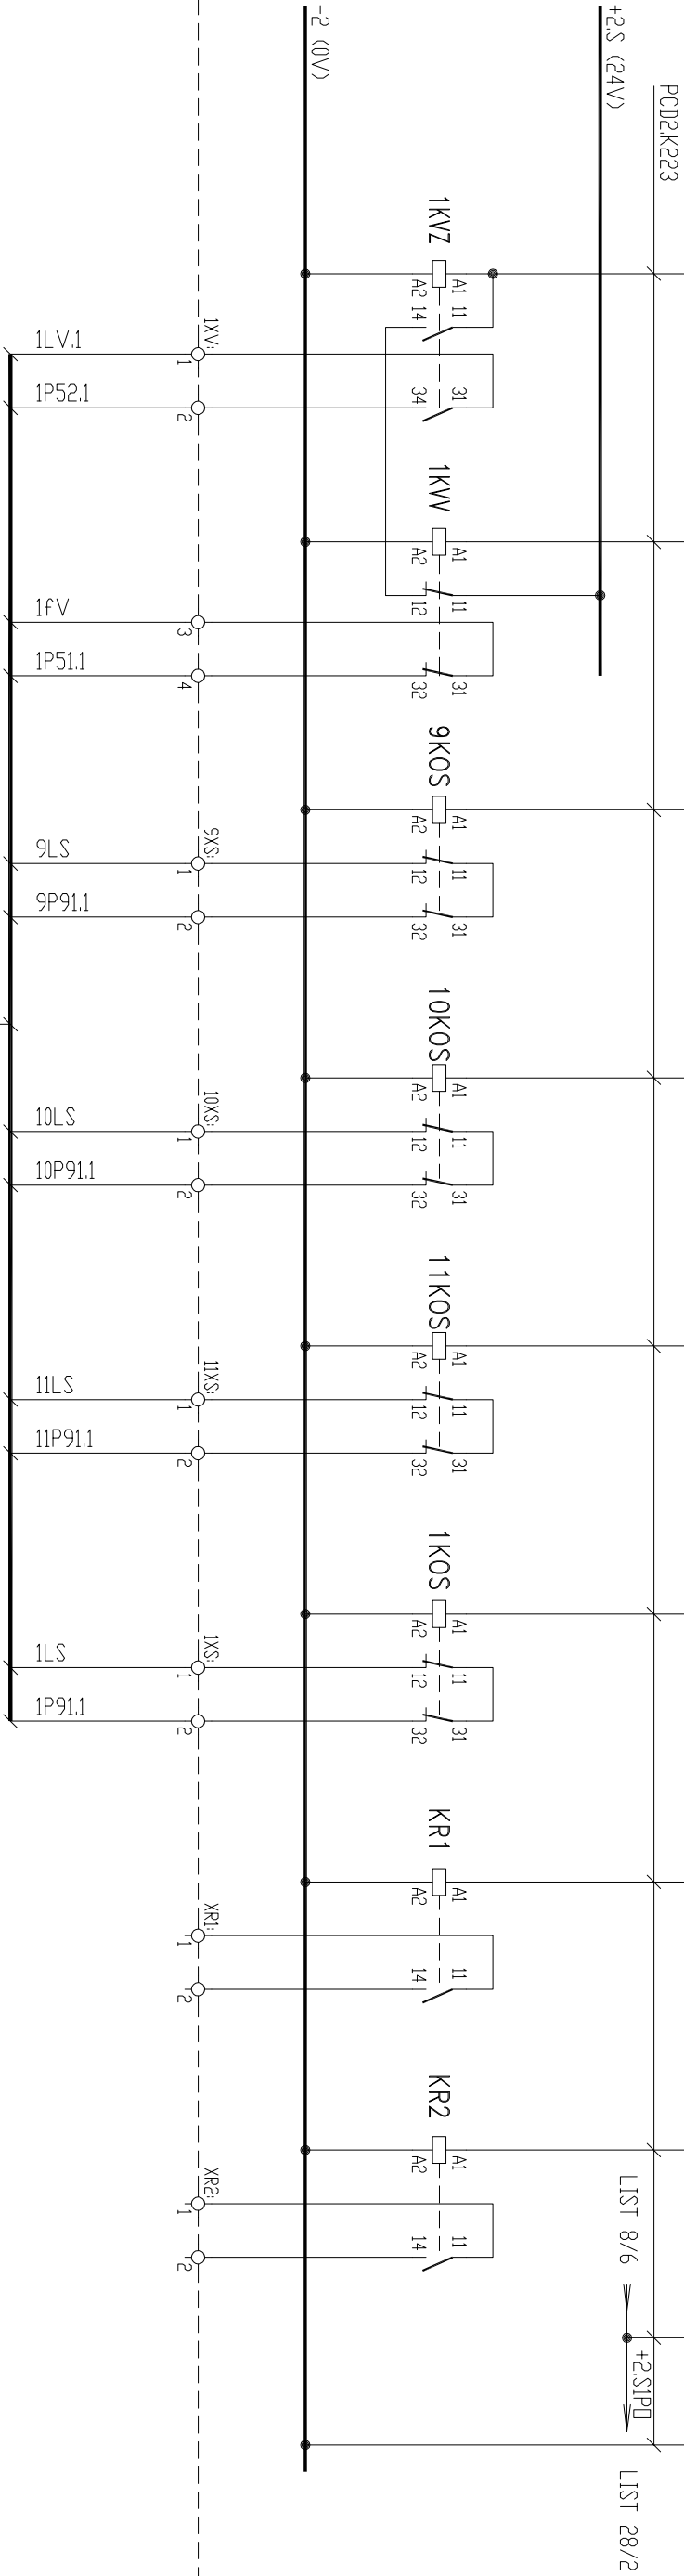 PCD2.K223
+2.S (24V)
-2 (0V)
LIST 8/6
+2.S1PO
LIST 28/2
1KVZ
A1
A2
11
14
31
34
1KVV
A1
A2
11
12
31
32
9KOS
A1
A2
11
12
31
32
10KOS
A1
A2
11
12
31
32
11KOS
A1
A2
11
12
31
32
1KOS
A1
A2
11
12
31
32
KR1
A1
A2
11
14
KR2
A1
A2
11
14
1XV:
1
2
3
4
9XS:
1
2
10XS:
1
2
11XS:
1
2
1XS:
1
2
XR1:
1
2
XR2:
1
2
1LV.1
1P52.1
1fV
1P51.1
9LS
9P91.1
10LS
10P91.1
11LS
11P91.1
1LS
1P91.1